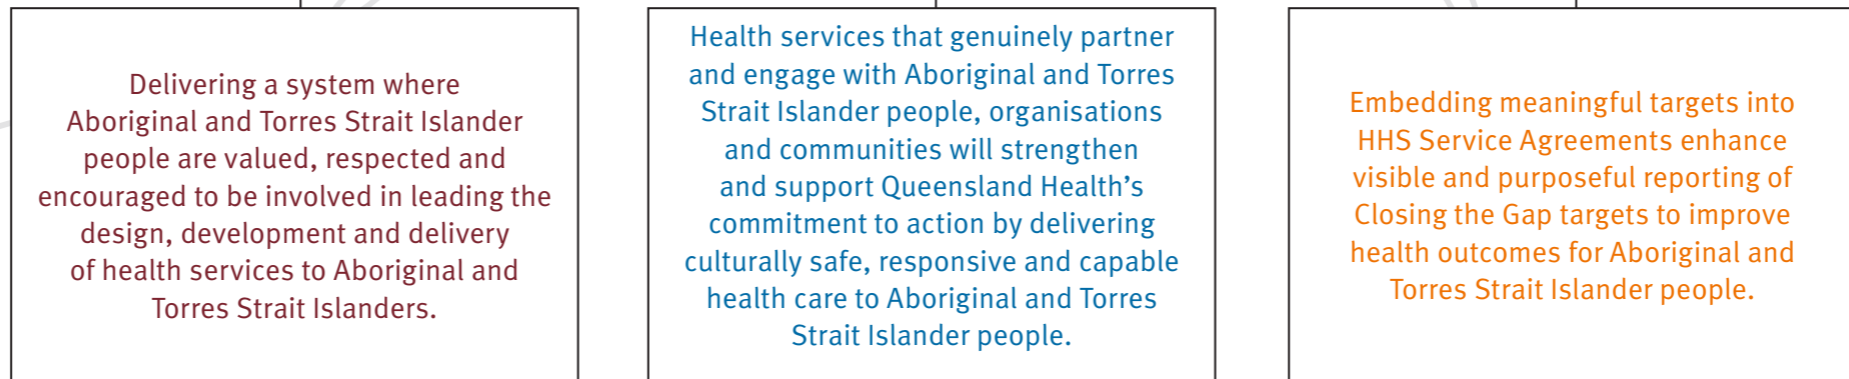 Delivering a system where
Aboriginal and Torres Strait Islander
people are valued, respected and
encouraged to be involved in leading the
design, development and delivery
of health services to Aboriginal and
Torres Strait Islanders.
Health services that genuinely partner
and engage with Aboriginal and Torres
Strait Islander people, organisations
and communities will strengthen
and support Queensland Health’s
commitment to action by delivering
culturally safe, responsive and capable
health care to Aboriginal and Torres
Strait Islander people.
Embedding meaningful targets into
HHS Service Agreements enhance
visible and purposeful reporting of
Closing the Gap targets to improve
health outcomes for Aboriginal and
Torres Strait Islander people.